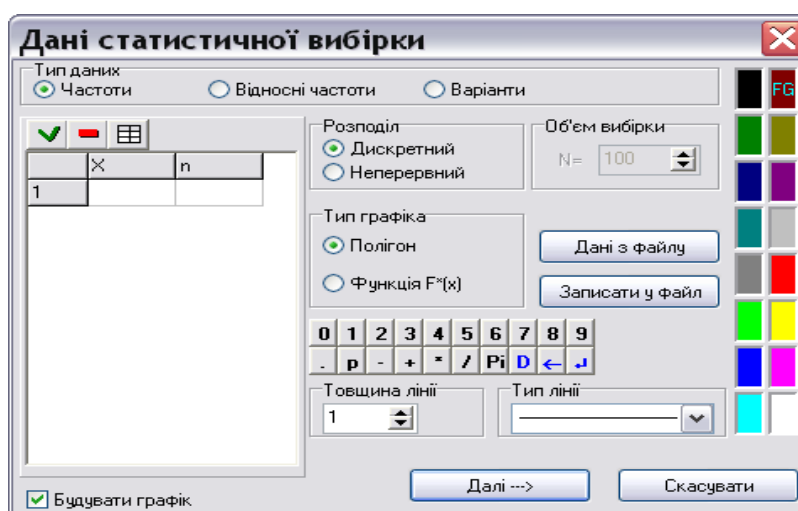 Дані статистичної вибірки
Тип даних
Частоти Відносні частоти Варіанти
FG
X n
1
Розподіл
Дискретний
Неперервний
Об'єм вибірки
N= 100
Тип графіка
Полігон
Функція F*(x)
Дані з файлу
Записати у файл
0 1 2 3 4 5 6 7 8 9
. p - + * / Pi D ← ↲
Товщина лінії
1
Тип лінії
Будувати графік
Далі --->
Скасувати